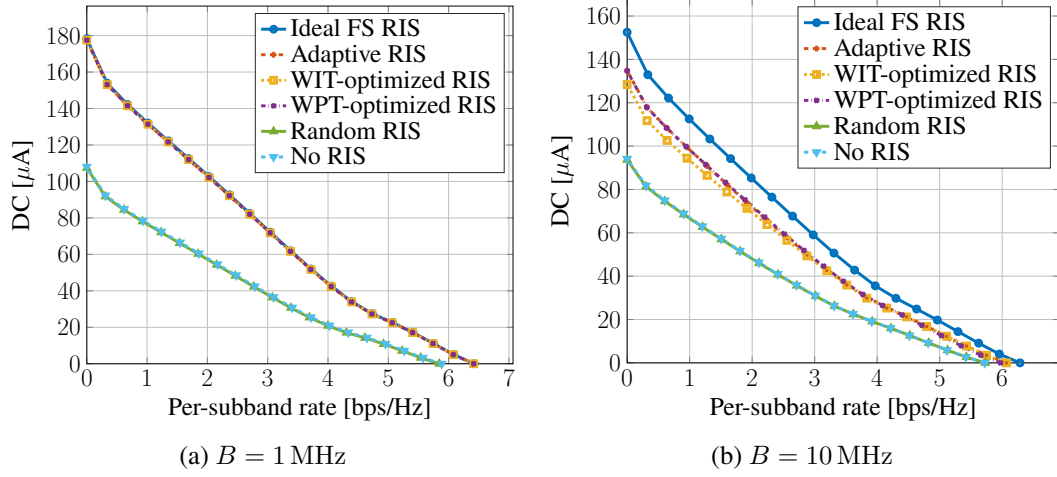 DC [μA]
180
160
140
120
100
80
60
40
20
0
0 1 2 3 4 5 6 7
Per-subband rate [bps/Hz]
Ideal FS RIS
Adaptive RIS
WIT-optimized RIS
WPT-optimized RIS
Random RIS
No RIS
(a) B = 1 MHz
DC [μA]
160
140
120
100
80
60
40
20
0
0 1 2 3 4 5 6
Per-subband rate [bps/Hz]
Ideal FS RIS
Adaptive RIS
WIT-optimized RIS
WPT-optimized RIS
Random RIS
No RIS
(b) B = 10 MHz